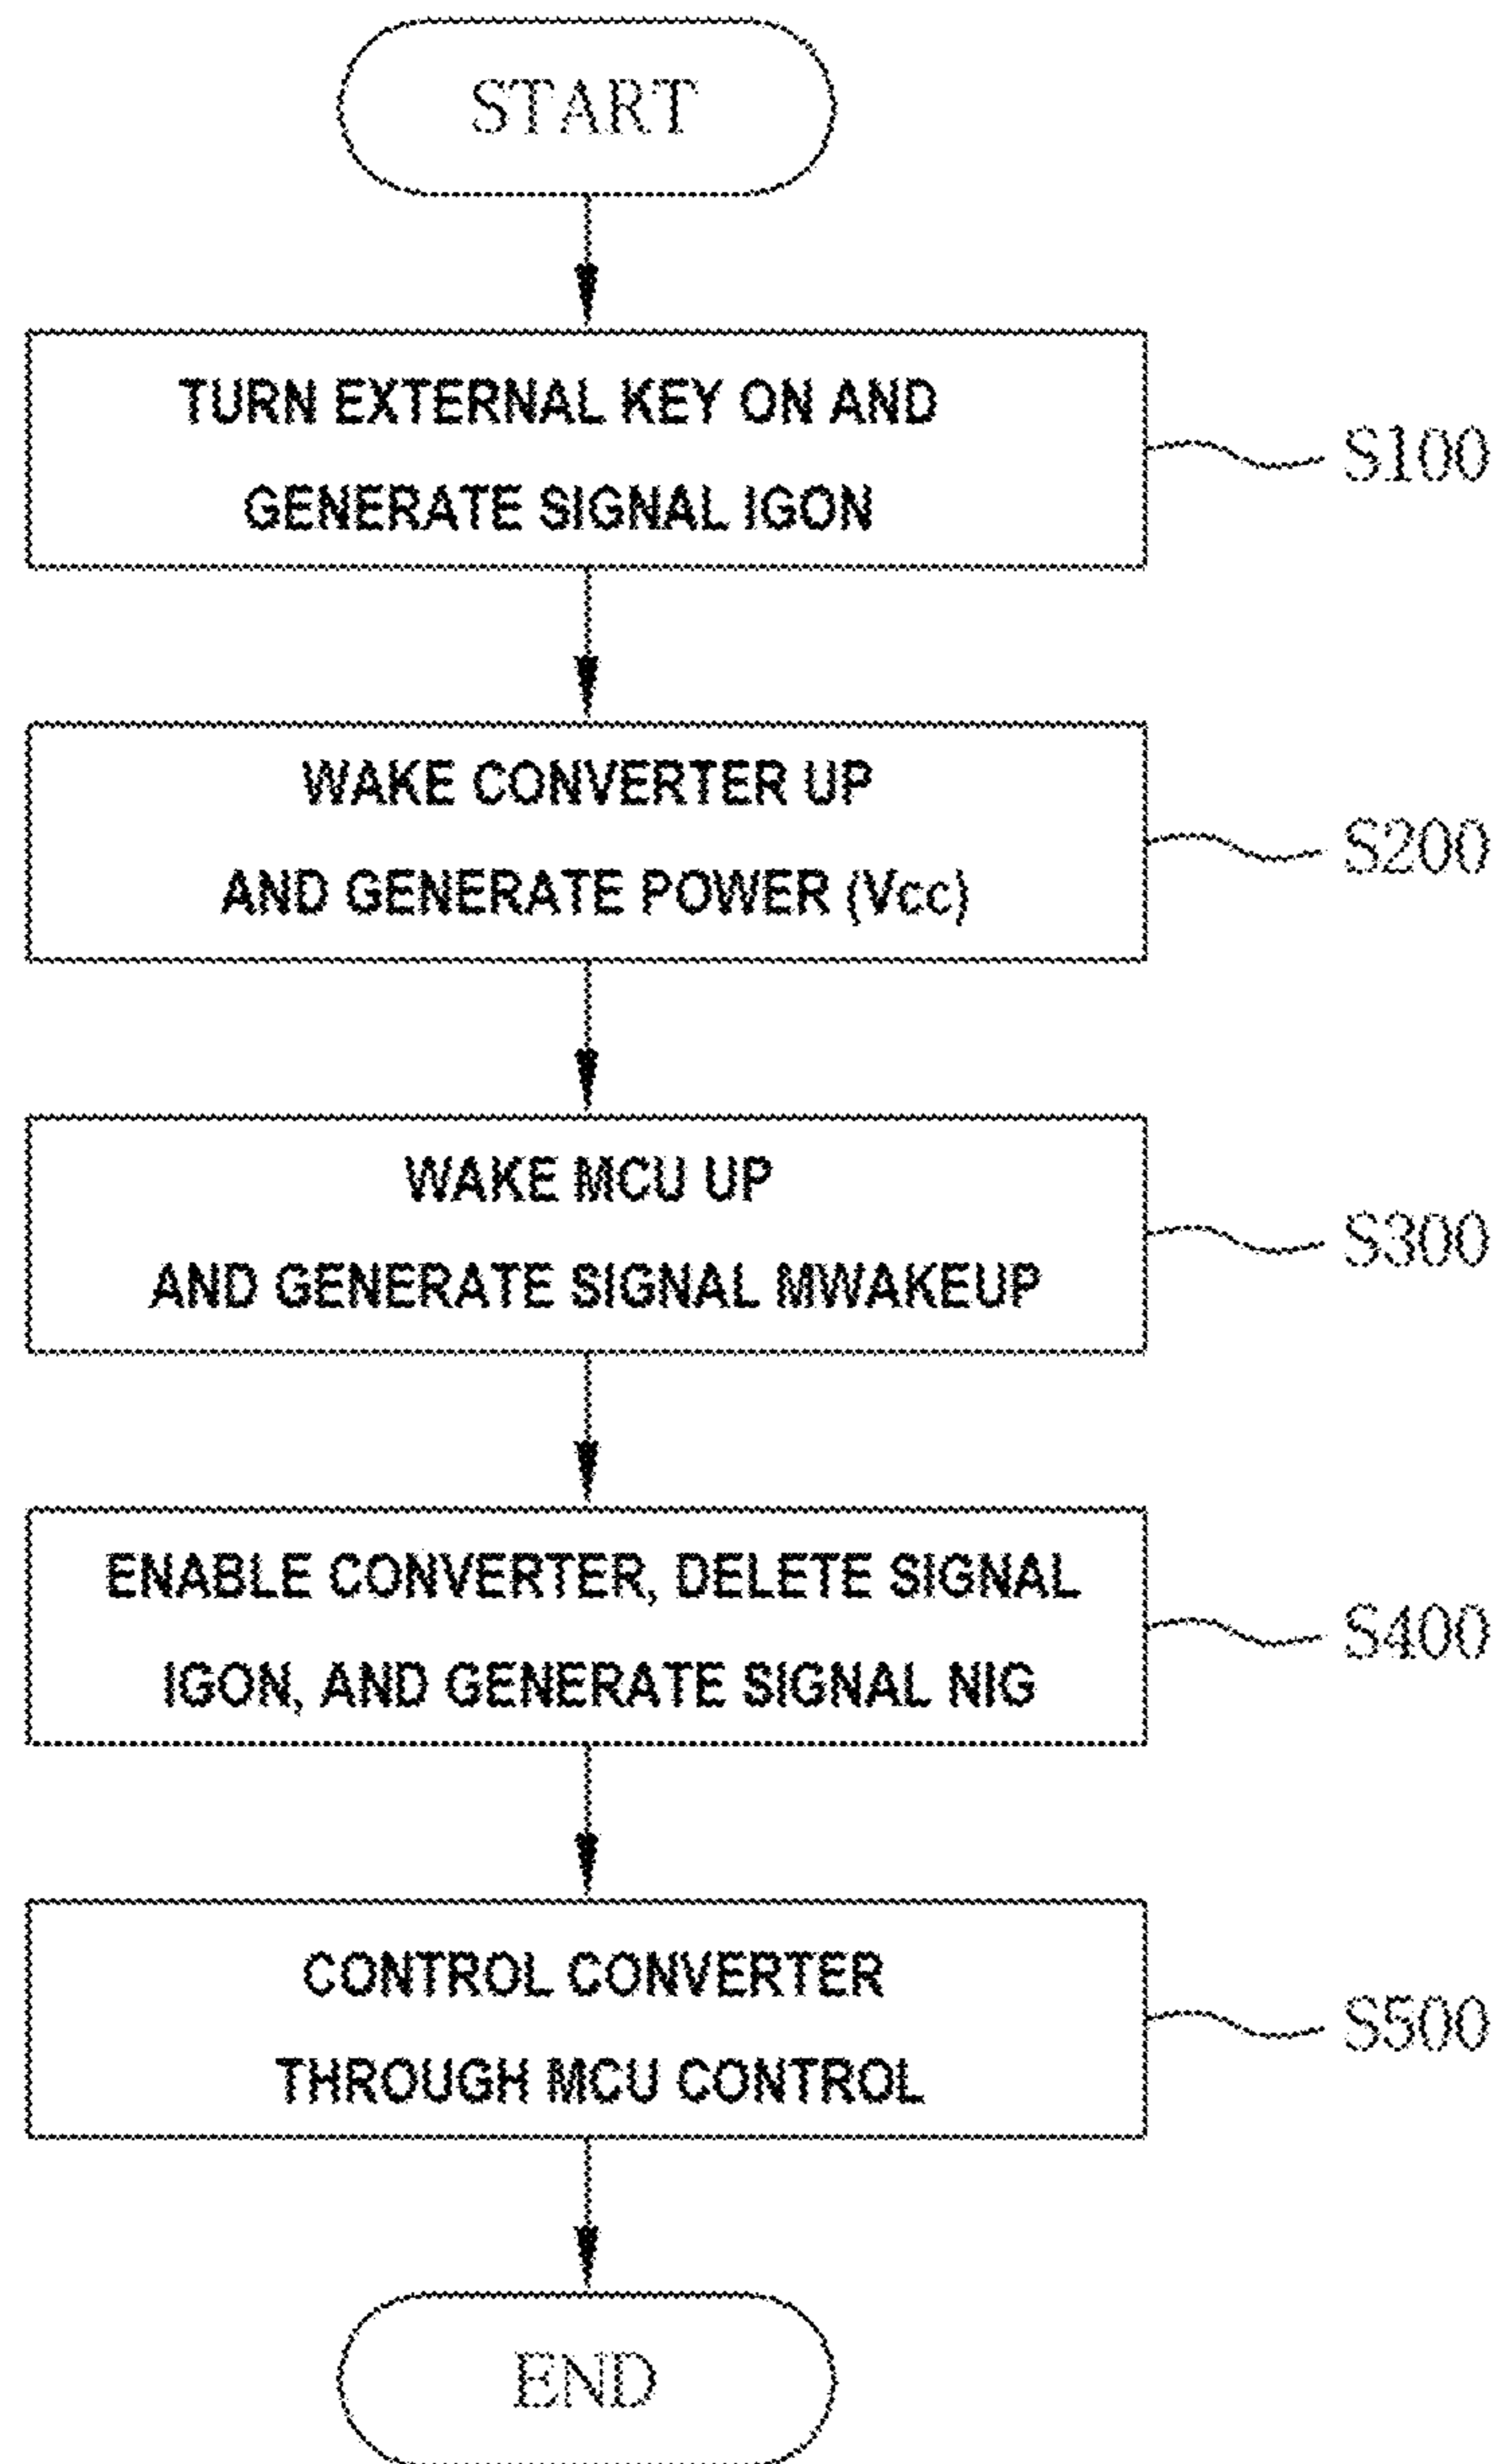 START
TURN EXTERNAL KEY ON AND
GENERATE SIGNAL IGON
S100
WAKE CONVERTER UP
AND GENERATE POWER (Vcc)
S200
WAKE MCU UP
AND GENERATE SIGNAL MWAKEUP
S300
ENABLE CONVERTER, DELETE SIGNAL
IGON, AND GENERATE SIGNAL NIG
S400
CONTROL CONVERTER
THROUGH MCU CONTROL
S500
END